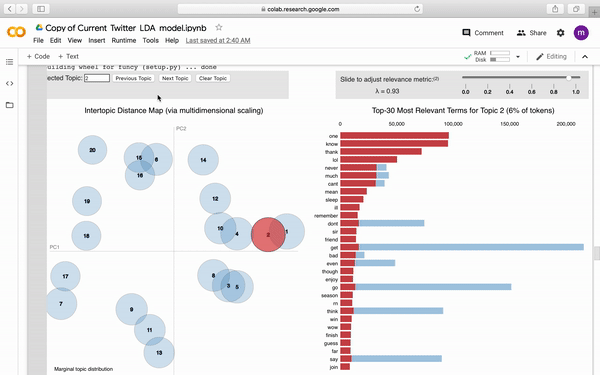 colab.research.google.com
Copy of Current Twitter LDA model.ipynb
File Edit View Insert Runtime Tools Help Last saved at 2:40 AM
Comment Share m
+ Code + Text
RAM
Disk
Editing
uilding wheel for funcy (setup.py) ... done
ected Topic: 2 Previous Topic Next Topic Clear Topic
Slide to adjust relevance metric:(2)
λ = 0.93
0.0 0.2 0.4 0.6 0.8 1.0
Intertopic Distance Map (via multidimensional scaling)
PC2
PC1
20
15
6
16
14
19
12
18
10
4
2
1
17
7
8
3
5
9
11
13
Marginal topic distribution
Top-30 Most Relevant Terms for Topic 2 (6% of tokens)
0 50,000 100,000 150,000 200,000
one
know
thank
lol
never
much
cant
mean
sleep
ill
remember
dont
sir
friend
get
bad
even
though
enjoy
go
season
rn
think
win
wow
finish
guess
far
say
join